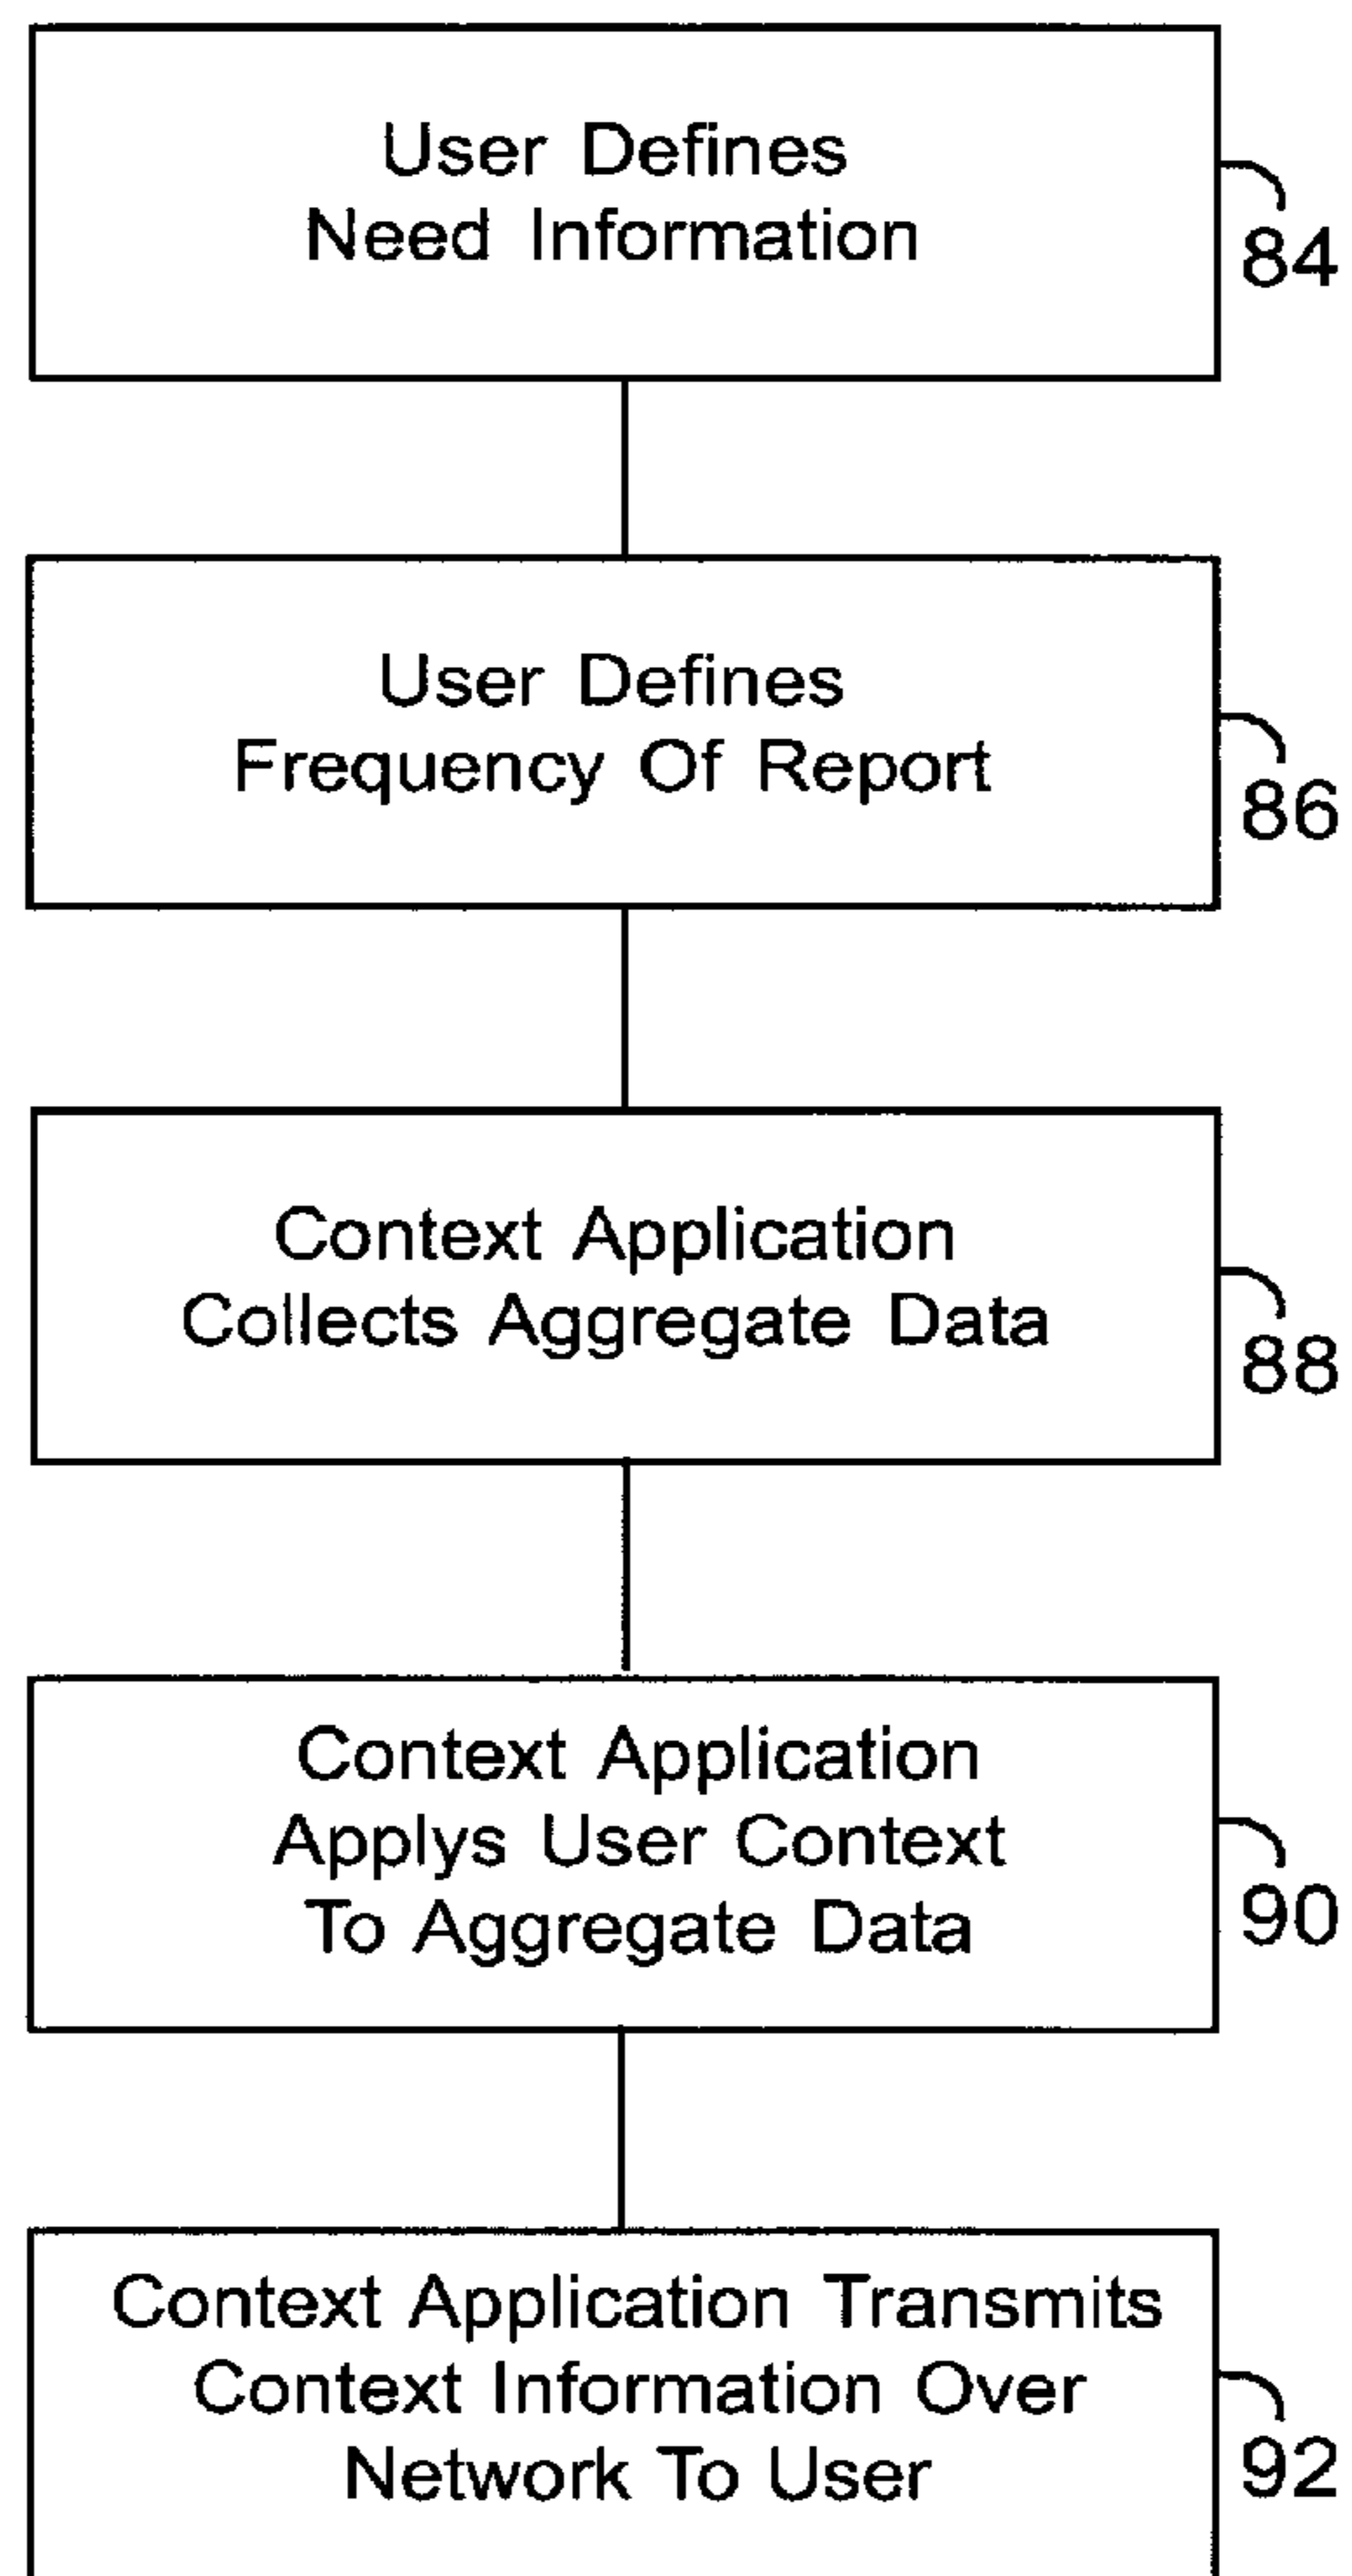 User Defines
Need Information
84
User Defines
Frequency Of Report
86
Context Application
Collects Aggregate Data
88
Context Application
Applys User Context
To Aggregate Data
90
Context Application Transmits
Context Information Over
Network To User
92